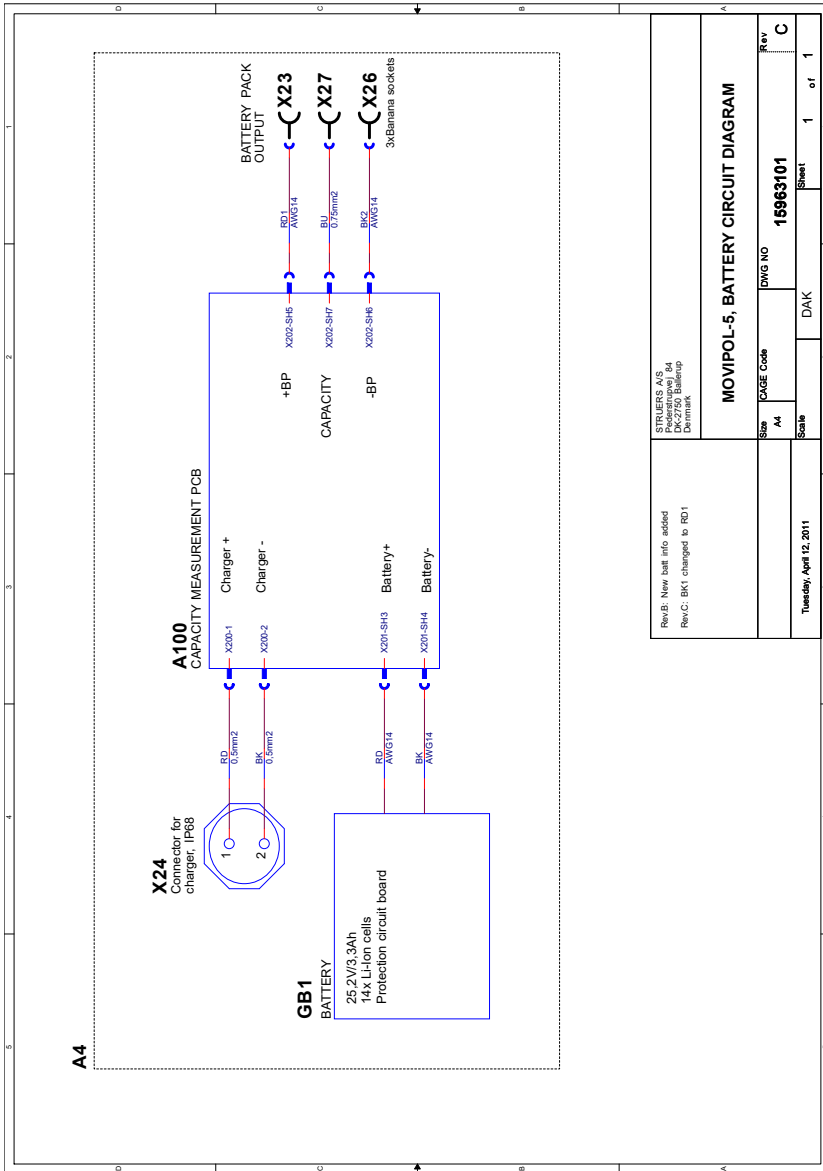 A4
GB1
BATTERY
25,2V/3,3Ah
14x Li-Ion cells
Protection circuit board
X24
Connector for
charger, IP68
1
2
RD
0,5mm2
BK
0,5mm2
RD
AWG14
BK
AWG14
A100
CAPACITY MEASUREMENT PCB
X200-1
Charger +
X200-2
Charger -
X201-SH3
Battery+
X201-SH4
Battery-
+BP
X202-SH5
CAPACITY
X202-SH7
-BP
X202-SH6
RD1
AWG14
BU
0.75mm2
BK2
AWG14
BATTERY PACK
OUTPUT
X23
X27
X26
3xBanana sockets
Rev.B: New batt info added
Rev.C: BK1 changed to RD1
STRUERS A/S
Pederstrupvej 84
DK-2750 Ballerup
Denmark
MOVIPOL-5, BATTERY CIRCUIT DIAGRAM
Size
A4
CAGE Code
DWG NO
15963101
Rev
C
Tuesday, April 12, 2011
Scale
DAK
Sheet
1 of 1
5
4
3
2
1
D
C
B
A
D
C
B
A